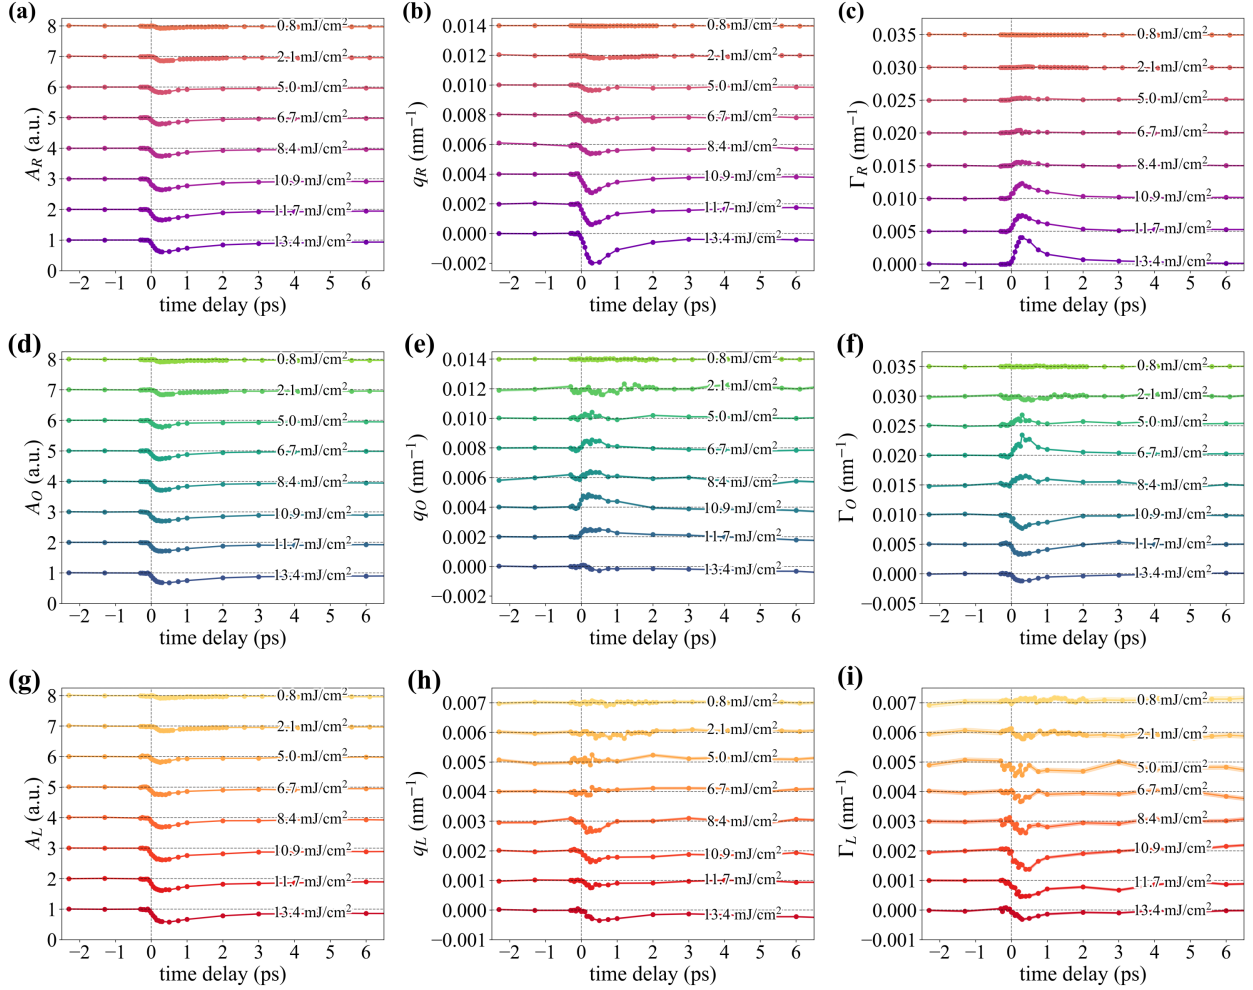 (a)
8
7
6
5
4
3
2
1
0
A_R (a.u.)
0.8 mJ/cm²
2.1 mJ/cm²
5.0 mJ/cm²
6.7 mJ/cm²
8.4 mJ/cm²
10.9 mJ/cm²
11.7 mJ/cm²
13.4 mJ/cm²
−2 −1 0 1 2 3 4 5 6
time delay (ps)
(b)
0.014
0.012
0.010
0.008
0.006
0.004
0.002
0.000
−0.002
q_R (nm⁻¹)
0.8 mJ/cm²
2.1 mJ/cm²
5.0 mJ/cm²
6.7 mJ/cm²
8.4 mJ/cm²
10.9 mJ/cm²
11.7 mJ/cm²
13.4 mJ/cm²
−2 −1 0 1 2 3 4 5 6
time delay (ps)
(c)
0.035
0.030
0.025
0.020
0.015
0.010
0.005
0.000
Γ_R (nm⁻¹)
0.8 mJ/cm²
2.1 mJ/cm²
5.0 mJ/cm²
6.7 mJ/cm²
8.4 mJ/cm²
10.9 mJ/cm²
11.7 mJ/cm²
13.4 mJ/cm²
−2 −1 0 1 2 3 4 5 6
time delay (ps)
(d)
8
7
6
5
4
3
2
1
0
A_O (a.u.)
0.8 mJ/cm²
2.1 mJ/cm²
5.0 mJ/cm²
6.7 mJ/cm²
8.4 mJ/cm²
10.9 mJ/cm²
11.7 mJ/cm²
13.4 mJ/cm²
−2 −1 0 1 2 3 4 5 6
time delay (ps)
(e)
0.014
0.012
0.010
0.008
0.006
0.004
0.002
0.000
−0.002
q_O (nm⁻¹)
0.8 mJ/cm²
2.1 mJ/cm²
5.0 mJ/cm²
6.7 mJ/cm²
8.4 mJ/cm²
10.9 mJ/cm²
11.7 mJ/cm²
13.4 mJ/cm²
−2 −1 0 1 2 3 4 5 6
time delay (ps)
(f)
0.035
0.030
0.025
0.020
0.015
0.010
0.005
0.000
−0.005
Γ_O (nm⁻¹)
0.8 mJ/cm²
2.1 mJ/cm²
5.0 mJ/cm²
6.7 mJ/cm²
8.4 mJ/cm²
10.9 mJ/cm²
11.7 mJ/cm²
13.4 mJ/cm²
−2 −1 0 1 2 3 4 5 6
time delay (ps)
(g)
8
7
6
5
4
3
2
1
0
A_L (a.u.)
0.8 mJ/cm²
2.1 mJ/cm²
5.0 mJ/cm²
6.7 mJ/cm²
8.4 mJ/cm²
10.9 mJ/cm²
11.7 mJ/cm²
13.4 mJ/cm²
−2 −1 0 1 2 3 4 5 6
time delay (ps)
(h)
0.007
0.006
0.005
0.004
0.003
0.002
0.001
0.000
−0.001
q_L (nm⁻¹)
0.8 mJ/cm²
2.1 mJ/cm²
5.0 mJ/cm²
6.7 mJ/cm²
8.4 mJ/cm²
10.9 mJ/cm²
11.7 mJ/cm²
13.4 mJ/cm²
−2 −1 0 1 2 3 4 5 6
time delay (ps)
(i)
0.007
0.006
0.005
0.004
0.003
0.002
0.001
0.000
−0.001
Γ_L (nm⁻¹)
0.8 mJ/cm²
2.1 mJ/cm²
5.0 mJ/cm²
6.7 mJ/cm²
8.4 mJ/cm²
10.9 mJ/cm²
11.7 mJ/cm²
13.4 mJ/cm²
−2 −1 0 1 2 3 4 5 6
time delay (ps)